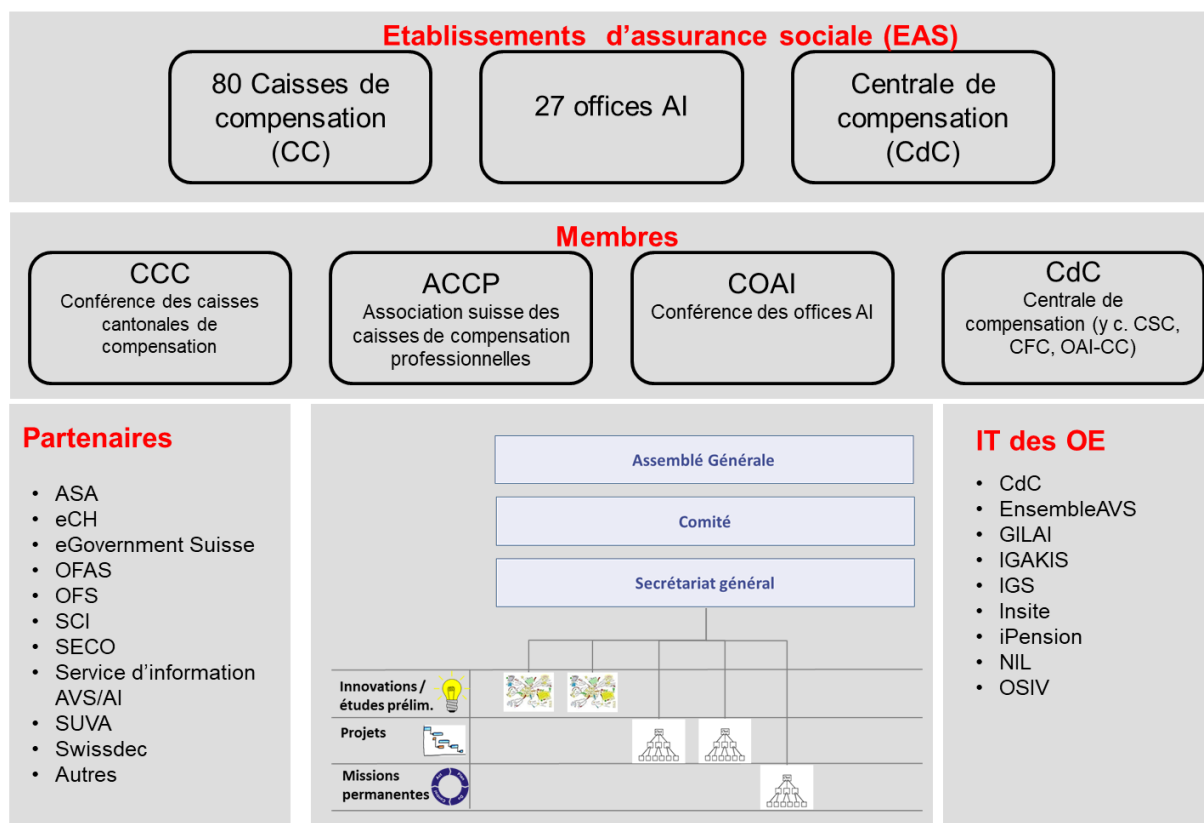 Etablissements d’assurance sociale (EAS)
80 Caisses de
compensation
(CC)
27 offices AI
Centrale de
compensation
(CdC)
Membres
CCC
Conférence des caisses
cantonales de
compensation
ACCP
Association suisse des
caisses de compensation
professionnelles
COAI
Conférence des offices AI
CdC
Centrale de
compensation (y c. CSC,
CFC, OAI-CC)
Partenaires
• ASA
• eCH
• eGovernment Suisse
• OFAS
• OFS
• SCI
• SECO
• Service d’information
AVS/AI
• SUVA
• Swissdec
• Autres
Assemblé Générale
Comité
Secrétariat général
Innovations /
études prélim.
Projets
Missions
permanentes
IT des OE
• CdC
• EnsembleAVS
• GILAI
• IGAKIS
• IGS
• Insite
• iPension
• NIL
• OSIV